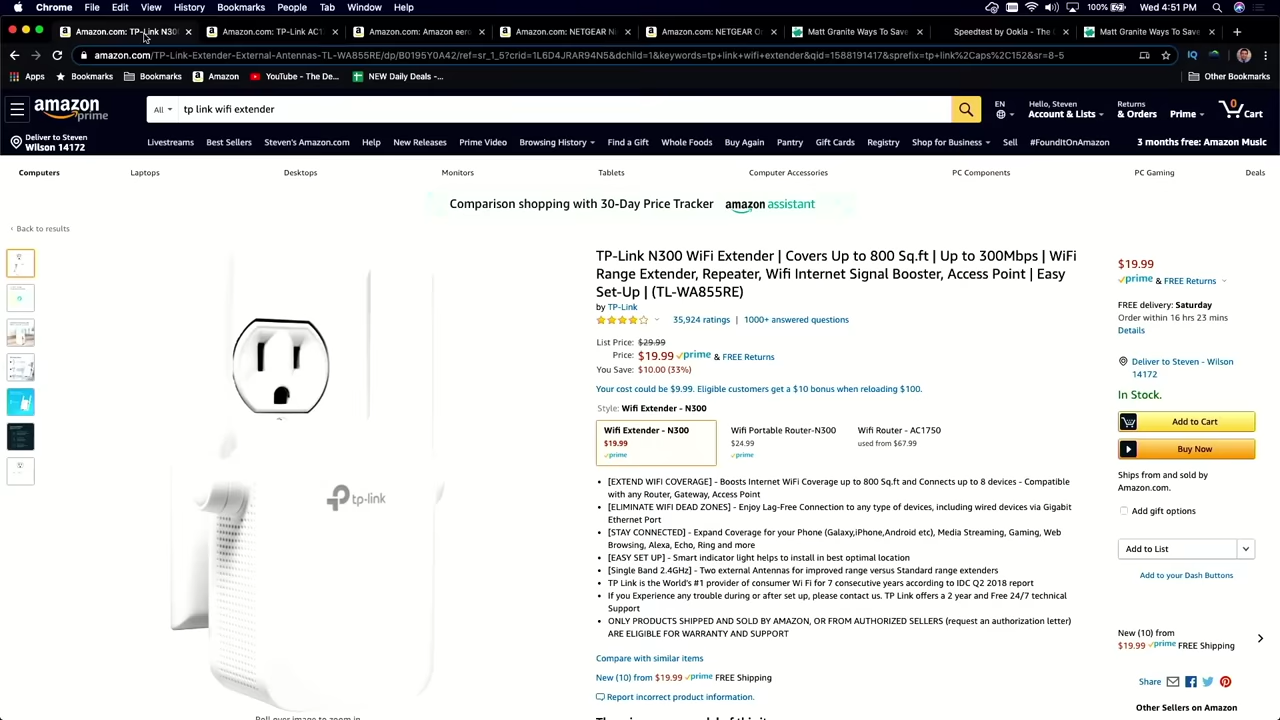 Chrome File Edit View History Bookmarks People Tab Window Help 100% Wed 4:51 PM
Amazon.com: TP-Link N30 Amazon.com: TP-Link AC1 Amazon.com: Amazon eero Amazon.com: NETGEAR Ni Amazon.com: NETGEAR O Matt Granite Ways To Save Speedtest by Ookla - The Matt Granite Ways To Save
amazon.com/TP-Link-Extender-External-Antennas-TL-WA855RE/dp/B0195Y0A42/ref=sr_1_5?crid=1L6D4JRAR94N5&dchild=1&keywords=tp+link+wifi+extender&qid=1588191417&sprefix=tp+link%2Caps%2C152&sr=8-5
Apps Bookmarks Bookmarks Amazon YouTube - The De... NEW Daily Deals -... Other Bookmarks
amazon prime All tp link wifi extender EN Hello, Steven Account & Lists Returns & Orders Prime 0 Cart
Deliver to Steven
Wilson 14172
Livestreams Best Sellers Steven's Amazon.com Help New Releases Prime Video Browsing History Find a Gift Whole Foods Buy Again Pantry Gift Cards Registry Shop for Business Sell #FoundItOnAmazon 3 months free: Amazon Music
Computers Laptops Desktops Monitors Tablets Computer Accessories PC Components PC Gaming Deals
Comparison shopping with 30-Day Price Tracker amazon assistant
‹ Back to results
tp-link
Roll over image to zoom in
TP-Link N300 WiFi Extender | Covers Up to 800 Sq.ft | Up to 300Mbps | WiFi
Range Extender, Repeater, Wifi Internet Signal Booster, Access Point | Easy
Set-Up | (TL-WA855RE)
by TP-Link
35,924 ratings | 1000+ answered questions
List Price: $29.99
Price: $19.99 prime & FREE Returns
You Save: $10.00 (33%)
Your cost could be $9.99. Eligible customers get a $10 bonus when reloading $100.
Style: Wifi Extender - N300
Wifi Extender - N300 Wifi Portable Router-N300 Wifi Router - AC1750
$19.99 $24.99 used from $67.99
prime prime
• [EXTEND WIFI COVERAGE] - Boosts Internet WiFi Coverage up to 800 Sq.ft and Connects up to 8 devices - Compatible
with any Router, Gateway, Access Point
• [ELIMINATE WIFI DEAD ZONES] - Enjoy Lag-Free Connection to any type of devices, including wired devices via Gigabit
Ethernet Port
• [STAY CONNECTED] - Expand Coverage for your Phone (Galaxy,iPhone,Android etc), Media Streaming, Gaming, Web
Browsing, Alexa, Echo, Ring and more
• [EASY SET UP] - Smart indicator light helps to install in best optimal location
• [Single Band 2.4GHz] - Two external Antennas for improved range versus Standard range extenders
• TP Link is the World's #1 provider of consumer Wi Fi for 7 consecutive years according to IDC Q2 2018 report
• If you Experience any trouble during or after set up, please contact us. TP Link offers a 2 year and Free 24/7 technical
Support
• ONLY PRODUCTS SHIPPED AND SOLD BY AMAZON, OR FROM AUTHORIZED SELLERS (request an authorization letter)
ARE ELIGIBLE FOR WARRANTY AND SUPPORT
Compare with similar items
New (10) from $19.99 prime FREE Shipping
Report incorrect product information.
$19.99
prime & FREE Returns
FREE delivery: Saturday
Order within 16 hrs 23 mins
Details
Deliver to Steven - Wilson
14172
In Stock.
Add to Cart
Buy Now
Ships from and sold by
Amazon.com.
Add gift options
Add to List
Add to your Dash Buttons
New (10) from
$19.99 prime FREE Shipping
Share
Other Sellers on Amazon